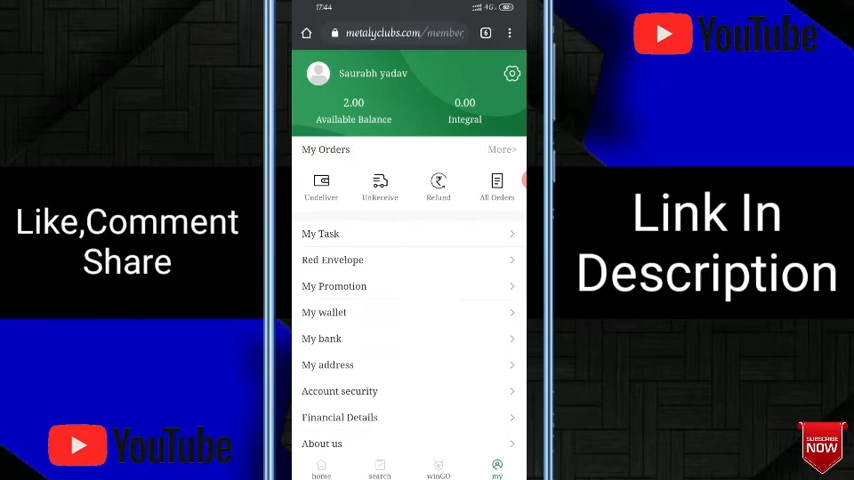 17:44
4G
metalyclubs.com/member
6
Saurabh yadav
2.00
0.00
Available Balance
Integral
My Orders
More>
Undeliver
UnReceive
Refund
All Orders
My Task
Red Envelope
My Promotion
My wallet
My bank
My address
Account security
Financial Details
About us
home
search
winGO
my
Like,Comment
Share
YouTube
Link In
Description
YouTube
SUBSCRIBE
NOW